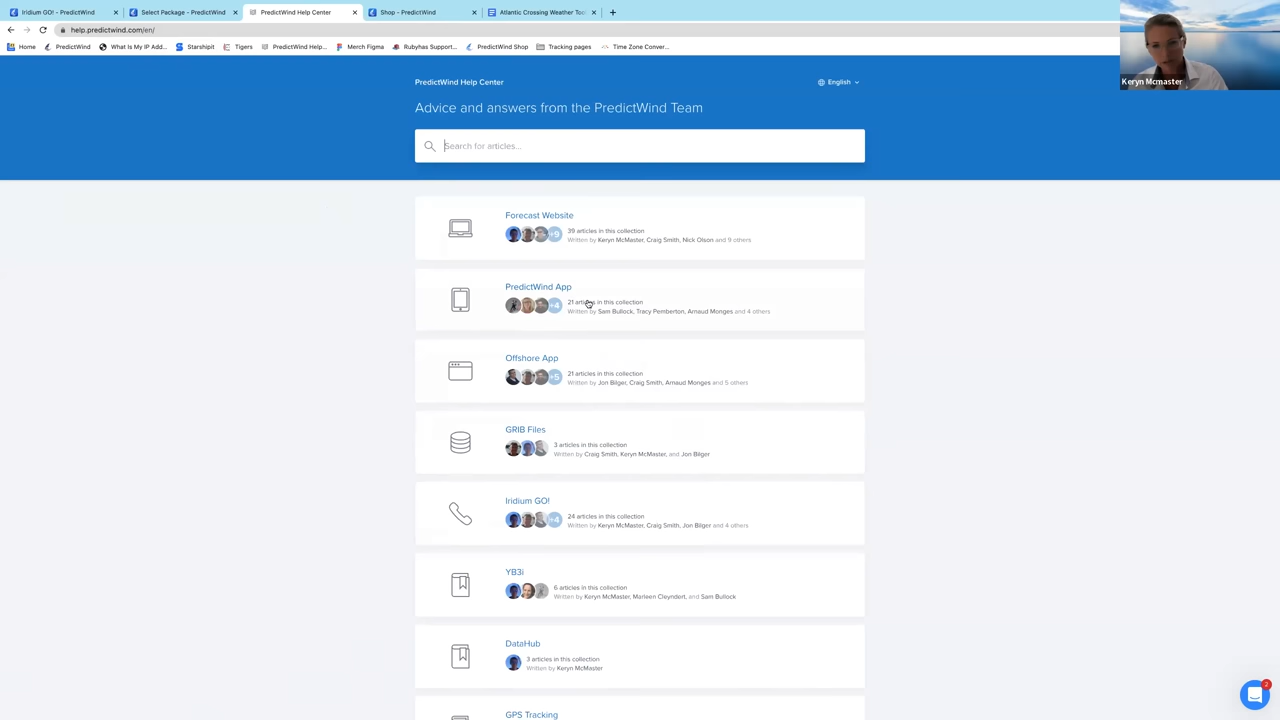 Iridium GO! - PredictWind
Select Package - PredictWind
PredictWind Help Center
Shop - PredictWind
Atlantic Crossing Weather Too
help.predictwind.com/en/
Home
PredictWind
What Is My IP Add...
Starshipit
Tigers
PredictWind Help...
Merch Figma
Rubyhas Support...
PredictWind Shop
Tracking pages
Time Zone Conver...
Keryn Mcmaster
PredictWind Help Center
English
Advice and answers from the PredictWind Team
Search for articles...
Forecast Website
+9
39 articles in this collection
Written by Keryn McMaster, Craig Smith, Nick Olson and 9 others
PredictWind App
+4
21 articles in this collection
Written by Sam Bullock, Tracy Pemberton, Arnaud Monges and 4 others
Offshore App
+5
21 articles in this collection
Written by Jon Bilger, Craig Smith, Arnaud Monges and 5 others
GRIB Files
3 articles in this collection
Written by Craig Smith, Keryn McMaster, and Jon Bilger
Iridium GO!
+4
24 articles in this collection
Written by Keryn McMaster, Craig Smith, Jon Bilger and 4 others
YB3i
6 articles in this collection
Written by Keryn McMaster, Marleen Cleyndert, and Sam Bullock
DataHub
3 articles in this collection
Written by Keryn McMaster
GPS Tracking
2